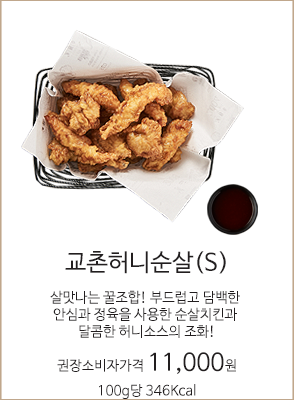 교촌허니순살(S)
살맛나는 꿀조합! 부드럽고 담백한
안심과 정육을 사용한 순살치킨과
달콤한 허니소스의 조화!
권장소비자가격 11,000원
100g당 346Kcal